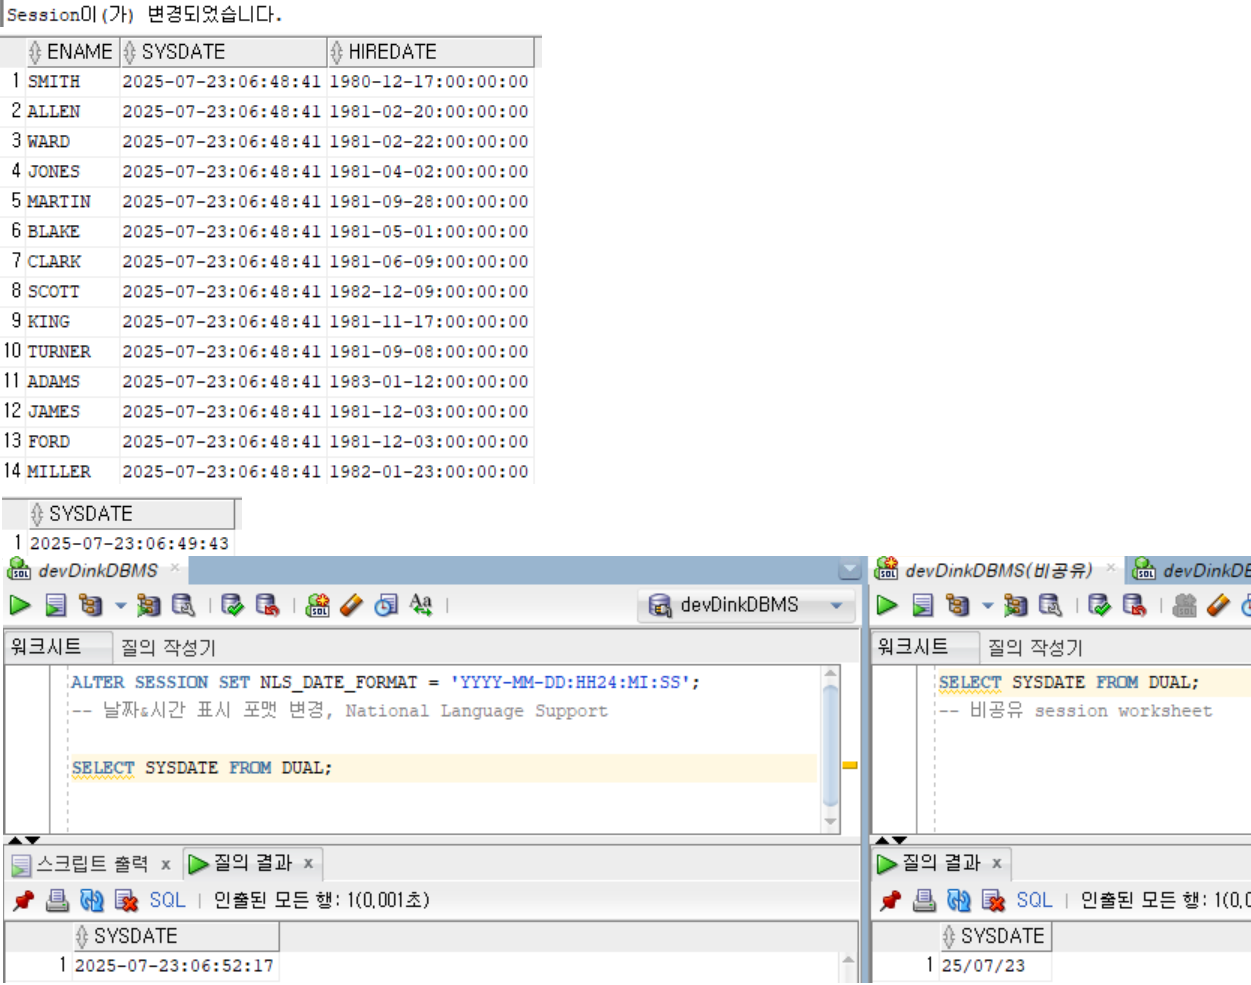 Session이(가) 변경되었습니다.
ENAME SYSDATE HIREDATE
1 SMITH 2025-07-23:06:48:41 1980-12-17:00:00:00
2 ALLEN 2025-07-23:06:48:41 1981-02-20:00:00:00
3 WARD 2025-07-23:06:48:41 1981-02-22:00:00:00
4 JONES 2025-07-23:06:48:41 1981-04-02:00:00:00
5 MARTIN 2025-07-23:06:48:41 1981-09-28:00:00:00
6 BLAKE 2025-07-23:06:48:41 1981-05-01:00:00:00
7 CLARK 2025-07-23:06:48:41 1981-06-09:00:00:00
8 SCOTT 2025-07-23:06:48:41 1982-12-09:00:00:00
9 KING 2025-07-23:06:48:41 1981-11-17:00:00:00
10 TURNER 2025-07-23:06:48:41 1981-09-08:00:00:00
11 ADAMS 2025-07-23:06:48:41 1983-01-12:00:00:00
12 JAMES 2025-07-23:06:48:41 1981-12-03:00:00:00
13 FORD 2025-07-23:06:48:41 1981-12-03:00:00:00
14 MILLER 2025-07-23:06:48:41 1982-01-23:00:00:00
SYSDATE
1 2025-07-23:06:49:43
devDinkDBMS
devDinkDBMS
워크시트 질의 작성기
ALTER SESSION SET NLS_DATE_FORMAT = 'YYYY-MM-DD:HH24:MI:SS';
-- 날짜&시간 표시 포맷 변경, National Language Support
SELECT SYSDATE FROM DUAL;
스크립트 출력 x 질의 결과 x
SQL | 인출된 모든 행: 1(0,001초)
SYSDATE
1 2025-07-23:06:52:17
devDinkDBMS(비공유) devDinkDB
워크시트 질의 작성기
SELECT SYSDATE FROM DUAL;
-- 비공유 session worksheet
질의 결과 x
SQL | 인출된 모든 행: 1(0,0
SYSDATE
1 25/07/23